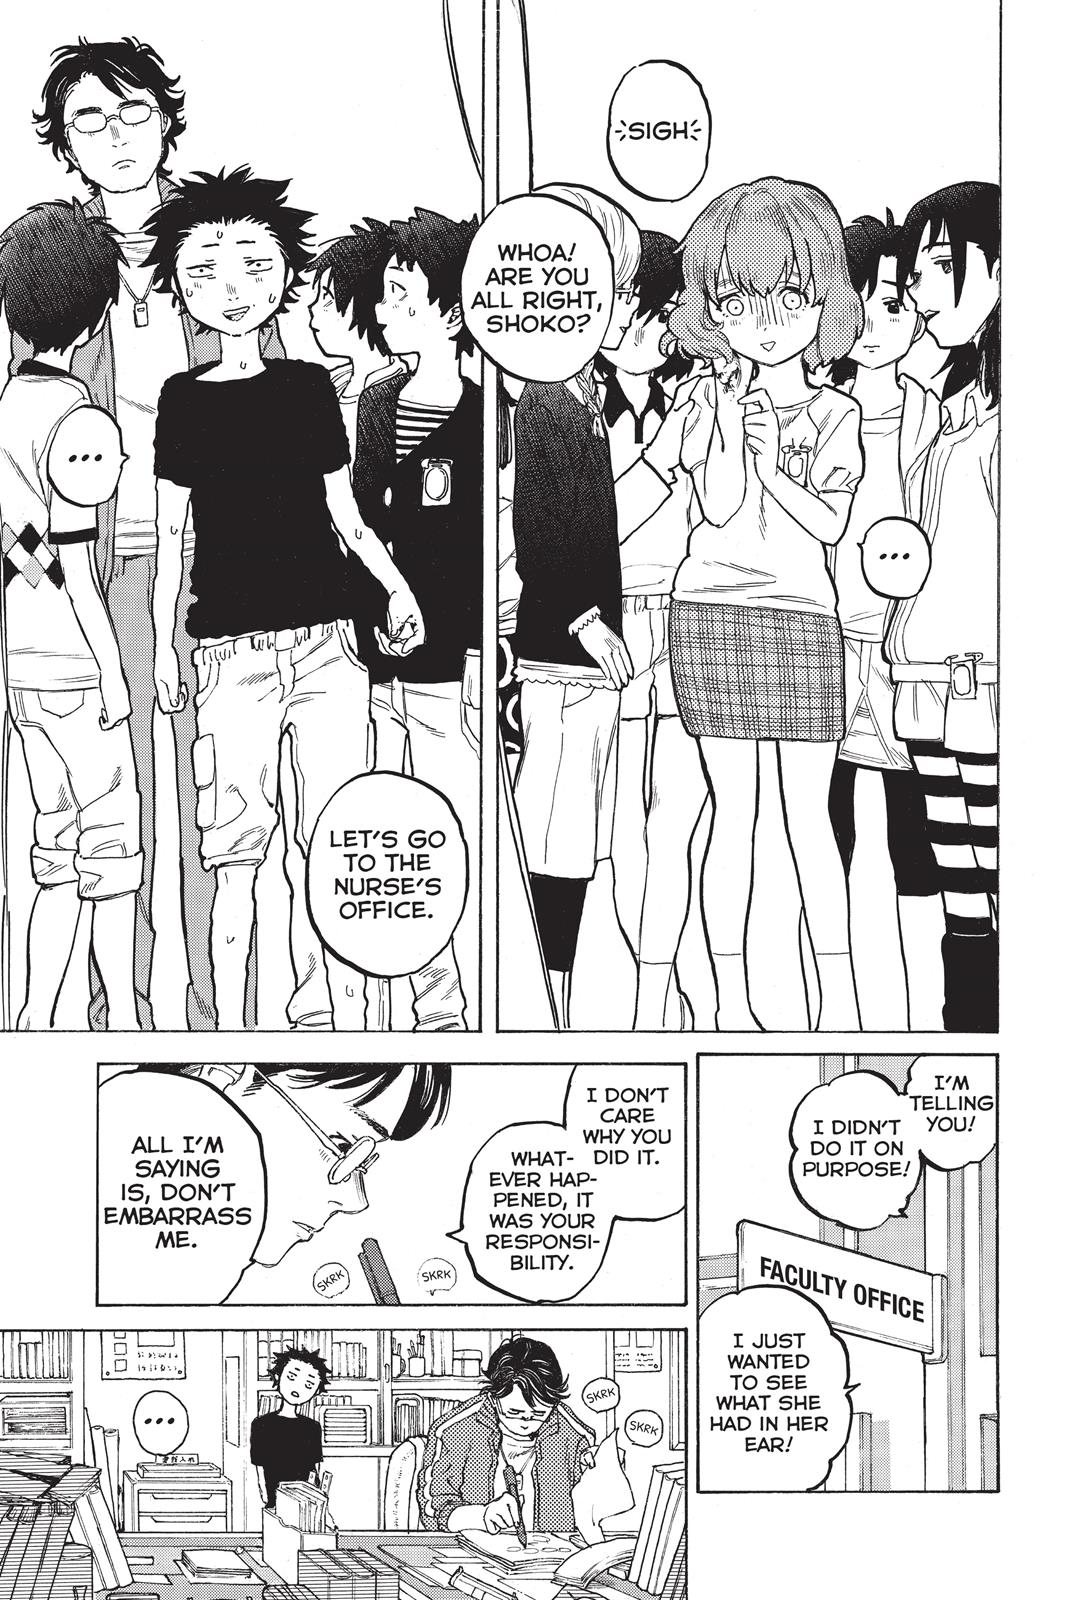 SIGH
WHOA!
ARE YOU
ALL RIGHT,
SHOKO?
...
...
LET'S GO
TO THE
NURSE'S
OFFICE.
I'M
TELLING
YOU!
I DIDN'T
DO IT ON
PURPOSE!
FACULTY OFFICE
I JUST
WANTED
TO SEE
WHAT SHE
HAD IN HER
EAR!
I DON'T
CARE
WHY YOU
DID IT.
WHAT-
EVER HAP-
PENED, IT
WAS YOUR
RESPONSI-
BILITY.
SKRK
SKRK
ALL I'M
SAYING
IS, DON'T
EMBARRASS
ME.
SKRK
SKRK
...